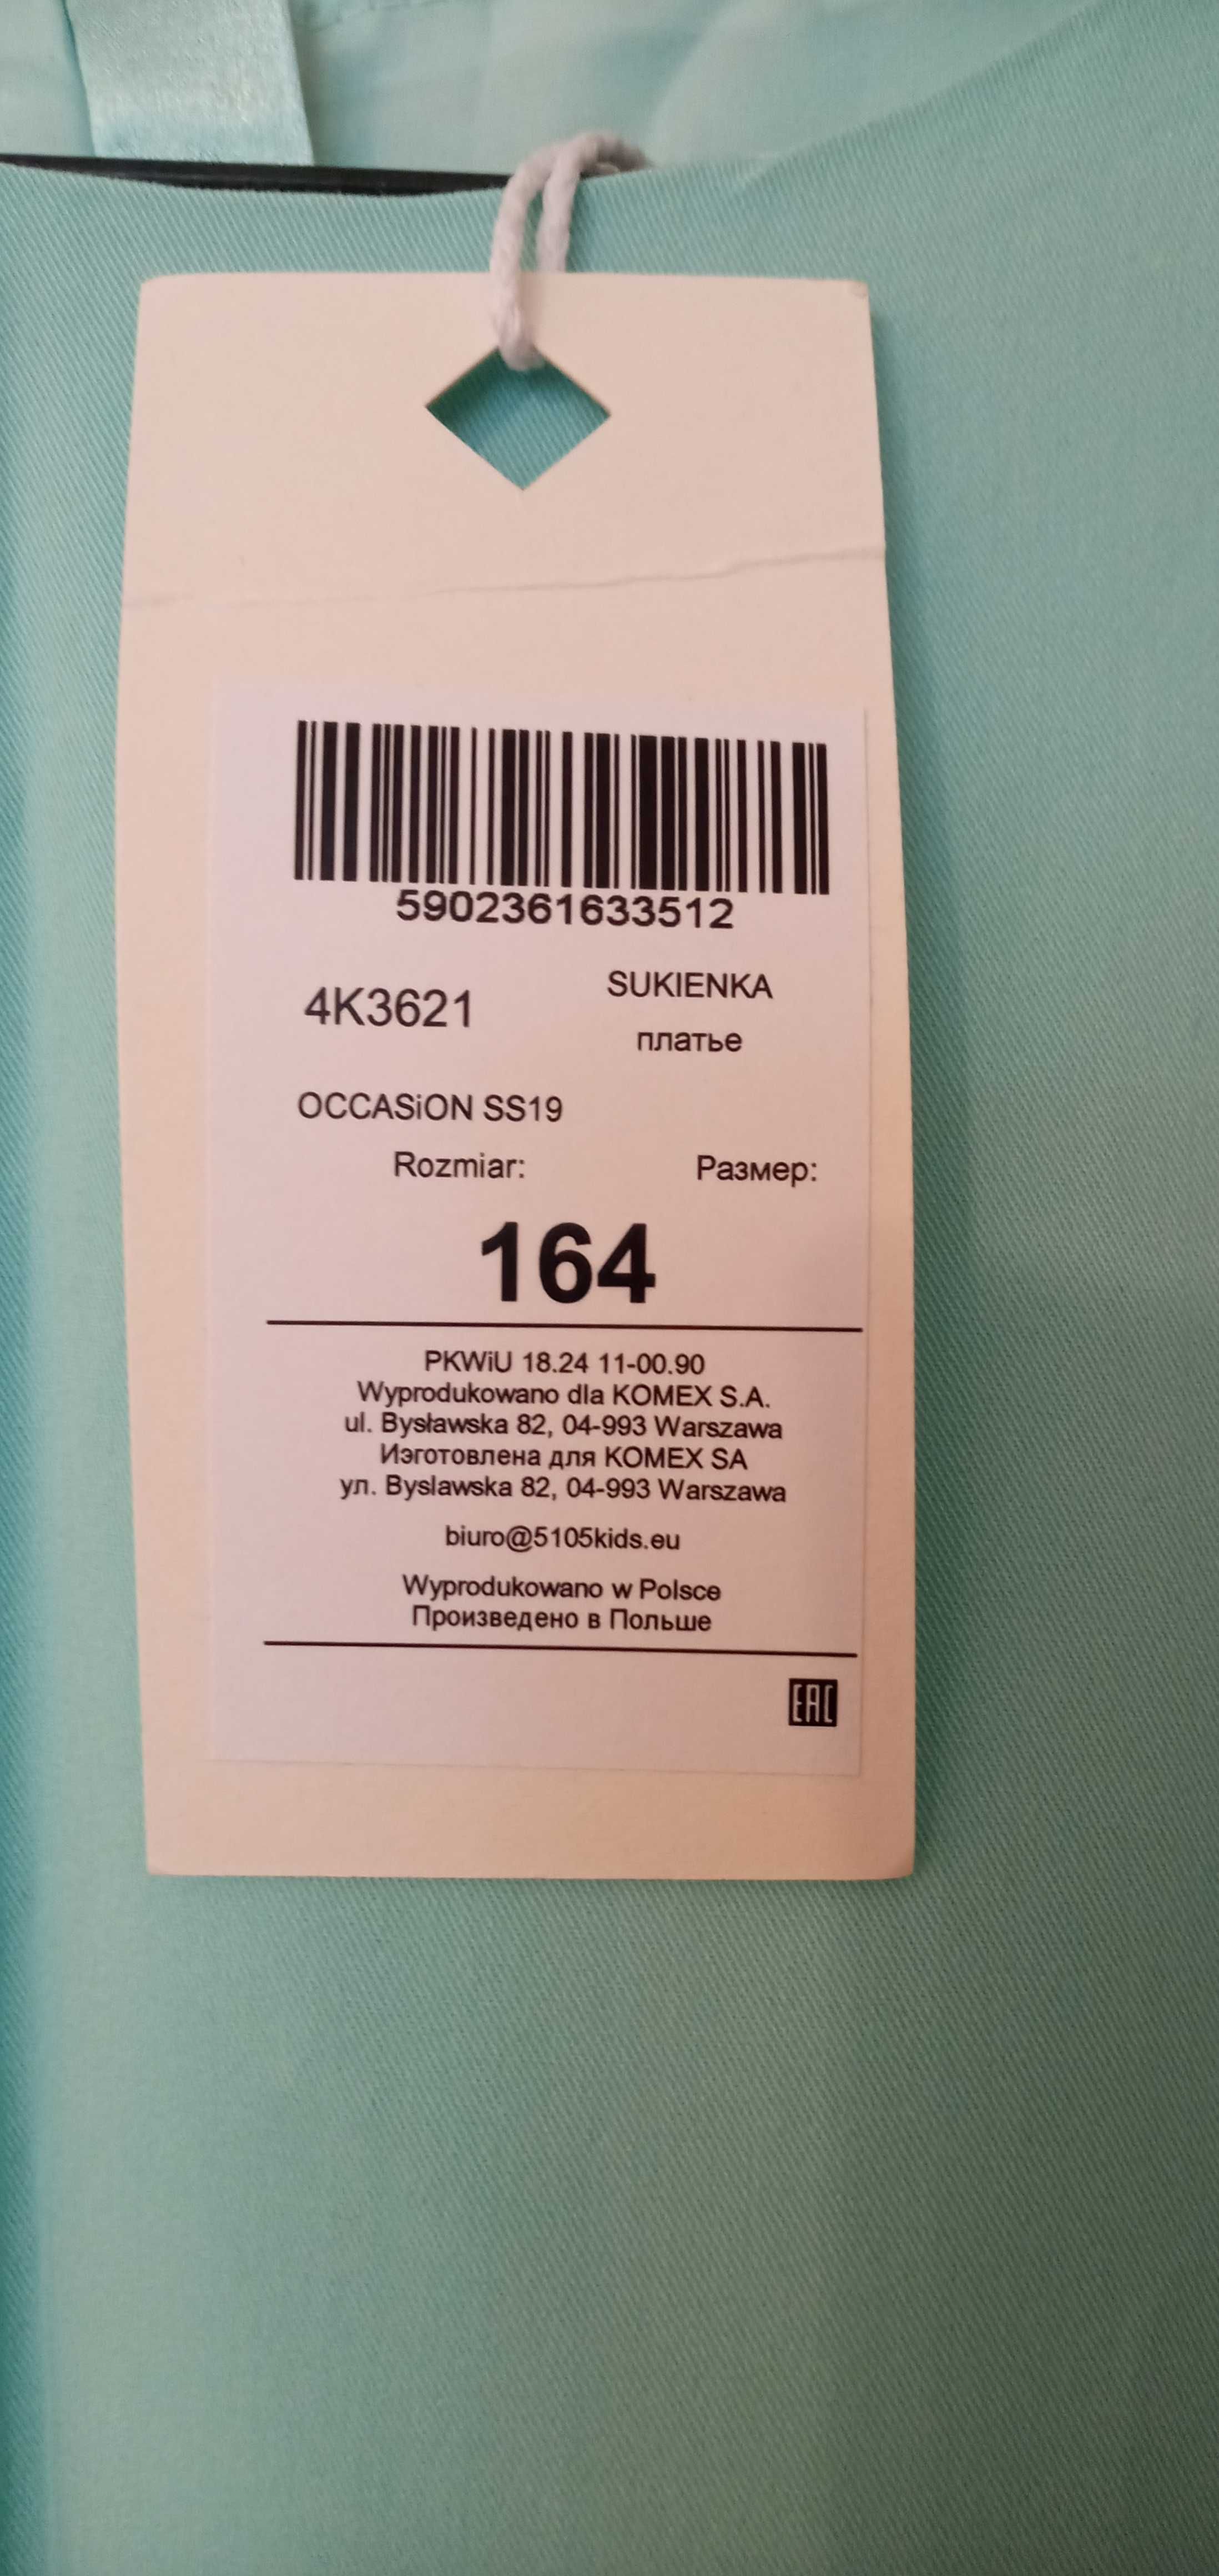 5902361633512
4K3621
SUKIENKA
платье
OCCASiON SS19
Rozmiar: Размер:
164
PKWiU 18.24 11-00.90
Wyprodukowano dla KOMEX S.A.
ul. Bysławska 82, 04-993 Warszawa
Изготовлена для KOMEX SA
ул. Byslawska 82, 04-993 Warszawa
biuro@5105kids.eu
Wyprodukowano w Polsce
Произведено в Польше
EAC